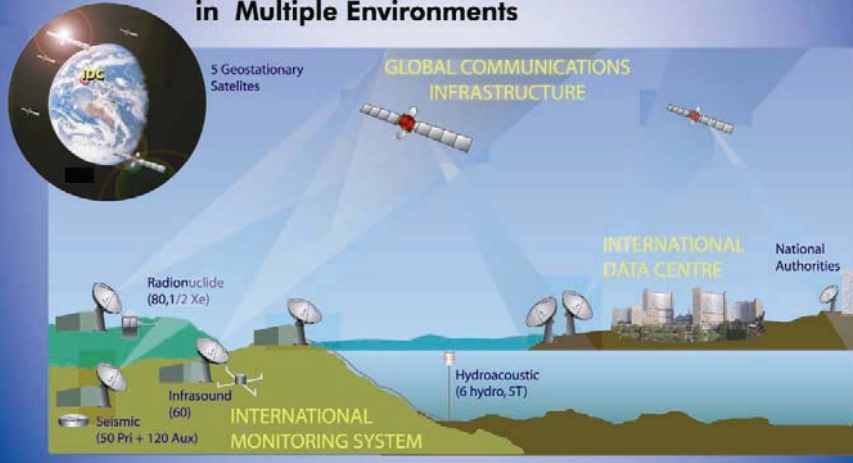 in Multiple Environments
IDC
5 Geostationary
Satelites
GLOBAL COMMUNICATIONS
INFRASTRUCTURE
INTERNATIONAL
DATA CENTRE
National
Authorities
Radionuclide
(80,1/2 Xe)
Hydroacoustic
(6 hydro, 5T)
Infrasound
(60)
Seismic
(50 Pri + 120 Aux)
INTERNATIONAL
MONITORING SYSTEM